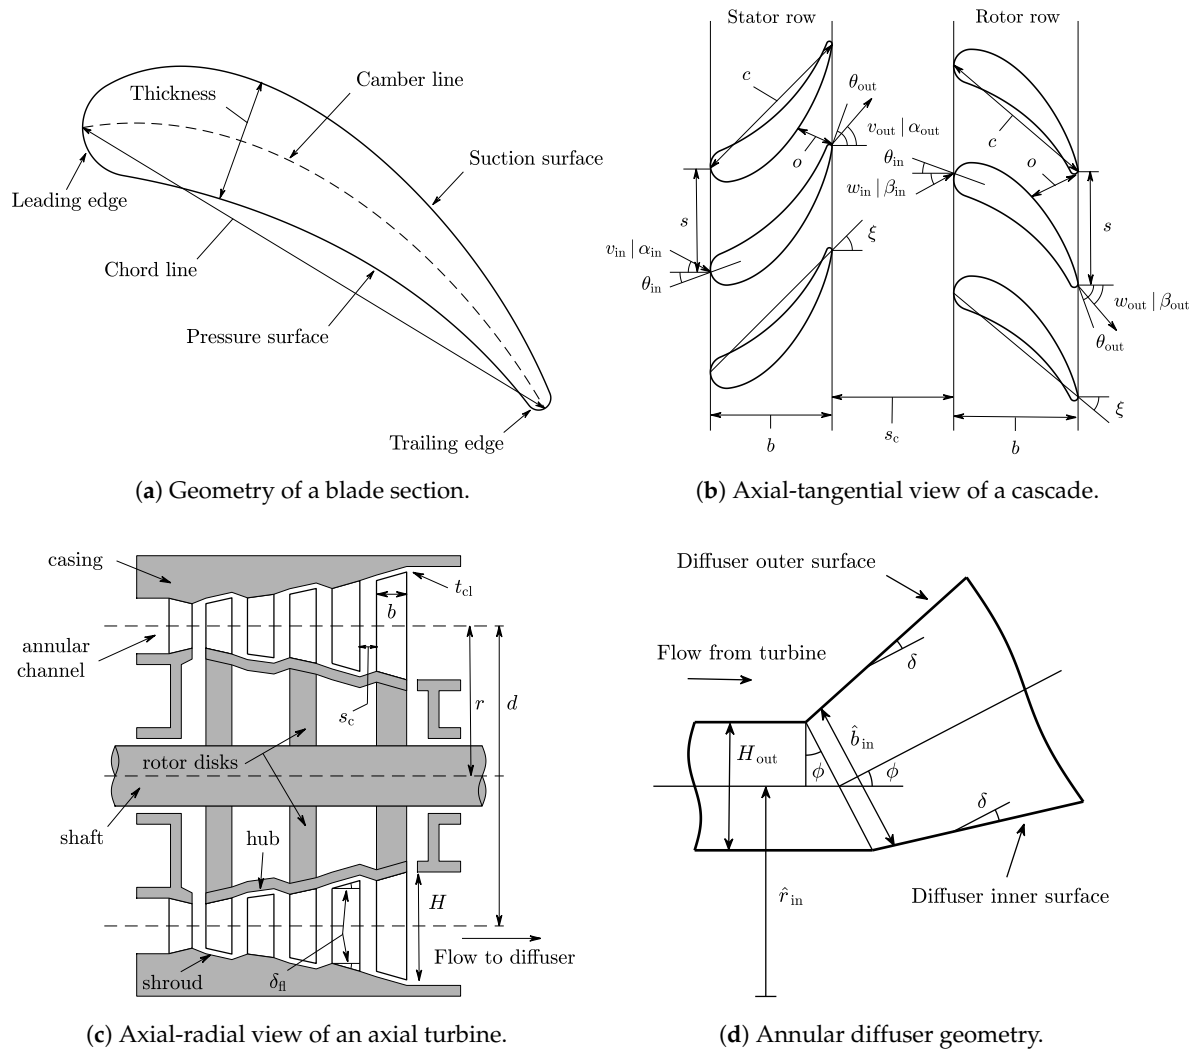 Thickness
Camber line
Suction surface
Leading edge
Chord line
Pressure surface
Trailing edge
(a) Geometry of a blade section.
Stator row
Rotor row
c
θout
vout | αout
o
s
vin | αin
θin
ξ
b
sc
θin
win | βin
c
o
s
wout | βout
θout
ξ
b
(b) Axial-tangential view of a cascade.
casing
annular
channel
tcl
b
r
d
sc
rotor disks
shaft
hub
H
Flow to diffuser
shroud
δfl
(c) Axial-radial view of an axial turbine.
Diffuser outer surface
Flow from turbine
δ
Hout
b̂in
ϕ
ϕ
δ
r̂in
Diffuser inner surface
(d) Annular diffuser geometry.